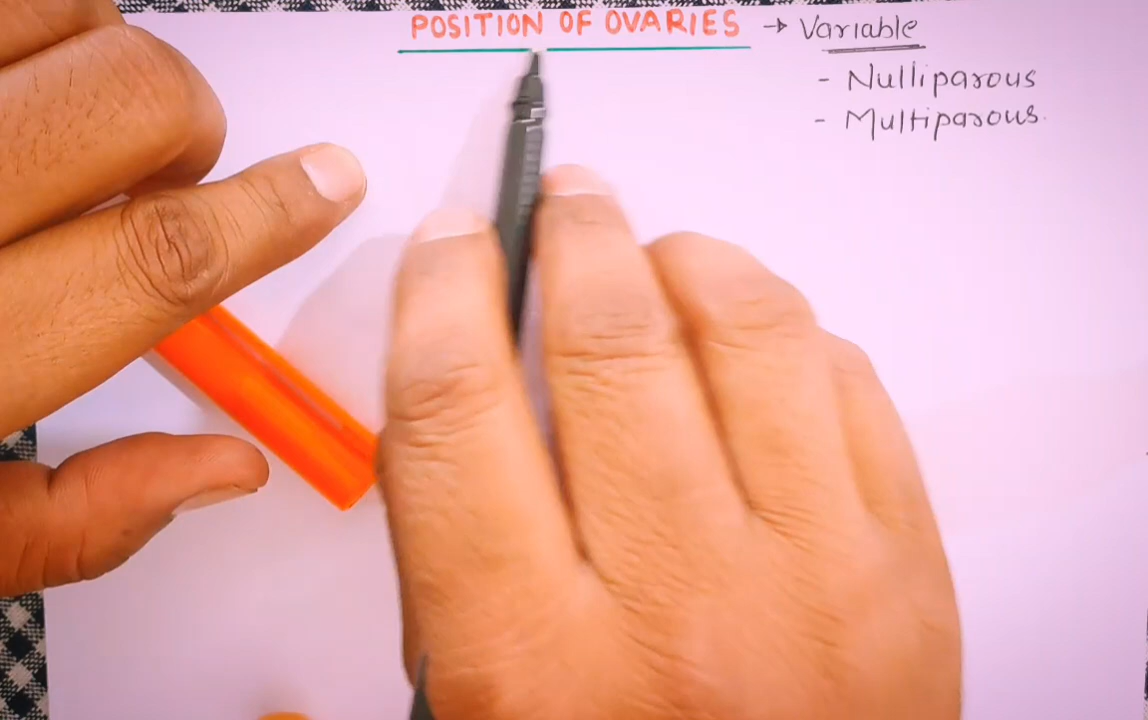 POSITION OF OVARIES → Variable
- Nulliparous
- Multiparous.